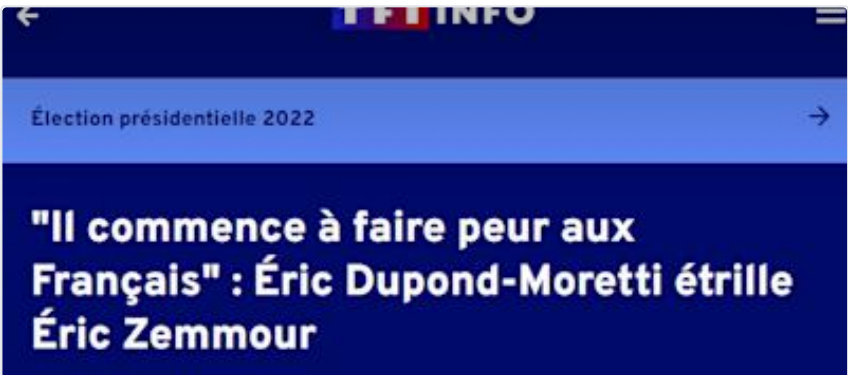 TF1 INFO
Élection présidentielle 2022
"Il commence à faire peur aux
Français" : Éric Dupond-Moretti étrille
Éric Zemmour